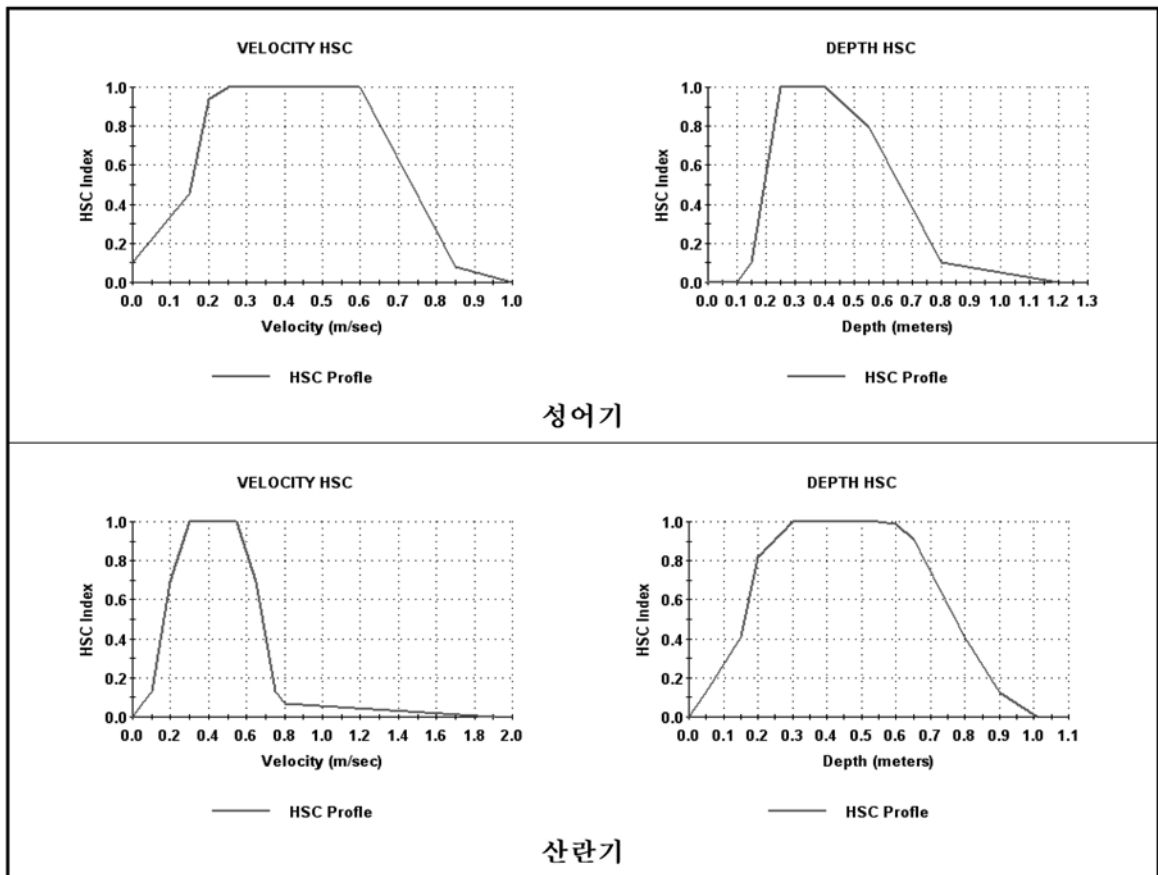 VELOCITY HSC
HSC Index
1.0
0.8
0.6
0.4
0.2
0.0
0.0 0.1 0.2 0.3 0.4 0.5 0.6 0.7 0.8 0.9 1.0
Velocity (m/sec)
HSC Profle
DEPTH HSC
HSC Index
1.0
0.8
0.6
0.4
0.2
0.0
0.0 0.1 0.2 0.3 0.4 0.5 0.6 0.7 0.8 0.9 1.0 1.1 1.2 1.3
Depth (meters)
HSC Profle
성어기
VELOCITY HSC
HSC Index
1.0
0.8
0.6
0.4
0.2
0.0
0.0 0.2 0.4 0.6 0.8 1.0 1.2 1.4 1.6 1.8 2.0
Velocity (m/sec)
HSC Profle
DEPTH HSC
HSC Index
1.0
0.8
0.6
0.4
0.2
0.0
0.0 0.1 0.2 0.3 0.4 0.5 0.6 0.7 0.8 0.9 1.0 1.1
Depth (meters)
HSC Profle
산란기